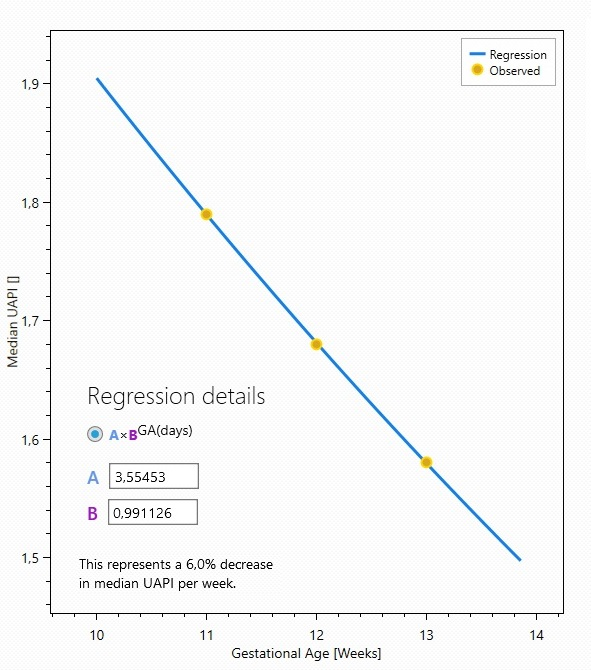 Regression
Observed
1,9
1,8
1,7
1,6
1,5
Median UAPI []
Regression details
A×B^GA(days)
A 3,55453
B 0,991126
This represents a 6,0% decrease
in median UAPI per week.
10 11 12 13 14
Gestational Age [Weeks]